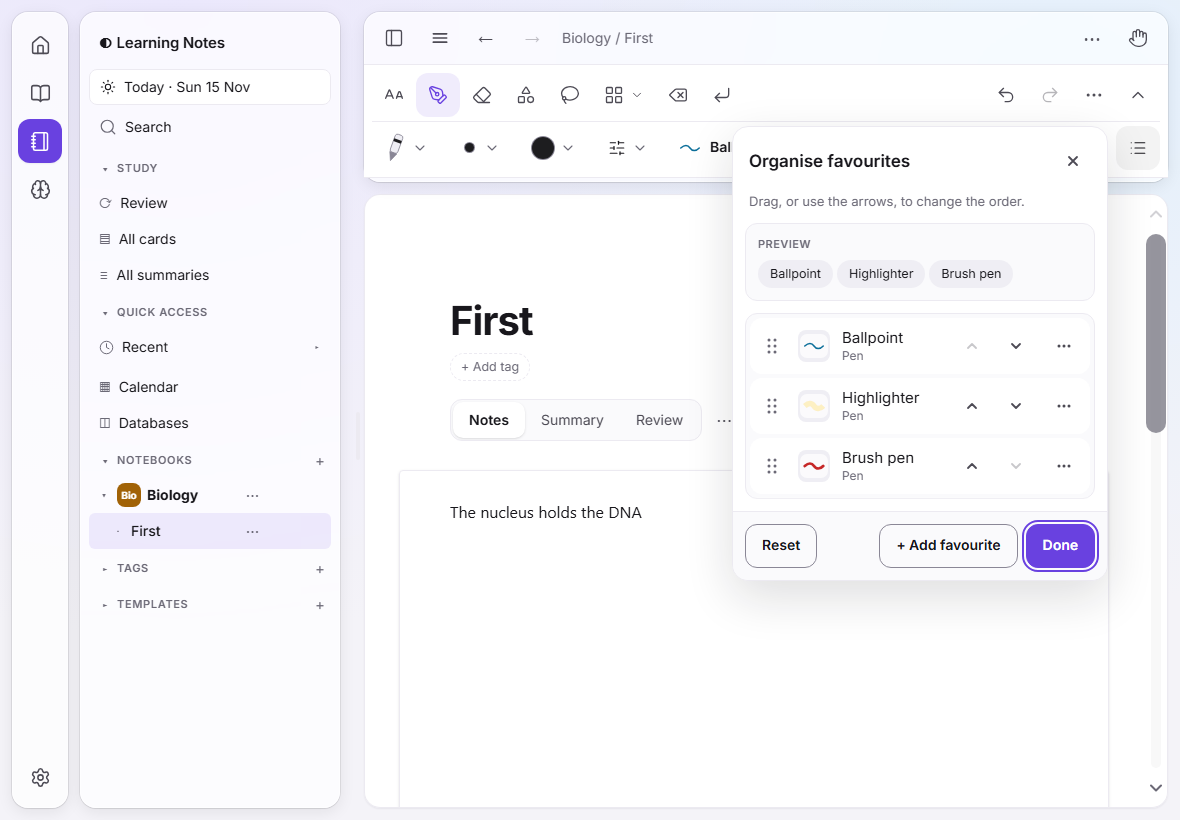 Learning Notes
Today · Sun 15 Nov
Search
STUDY
Review
All cards
All summaries
QUICK ACCESS
Recent
Calendar
Databases
NOTEBOOKS
Bio Biology
First
TAGS
TEMPLATES
Biology / First
AA
Bal
First
+ Add tag
Notes Summary Review
The nucleus holds the DNA
Organise favourites
Drag, or use the arrows, to change the order.
PREVIEW
Ballpoint Highlighter Brush pen
Ballpoint
Pen
Highlighter
Pen
Brush pen
Pen
Reset + Add favourite Done